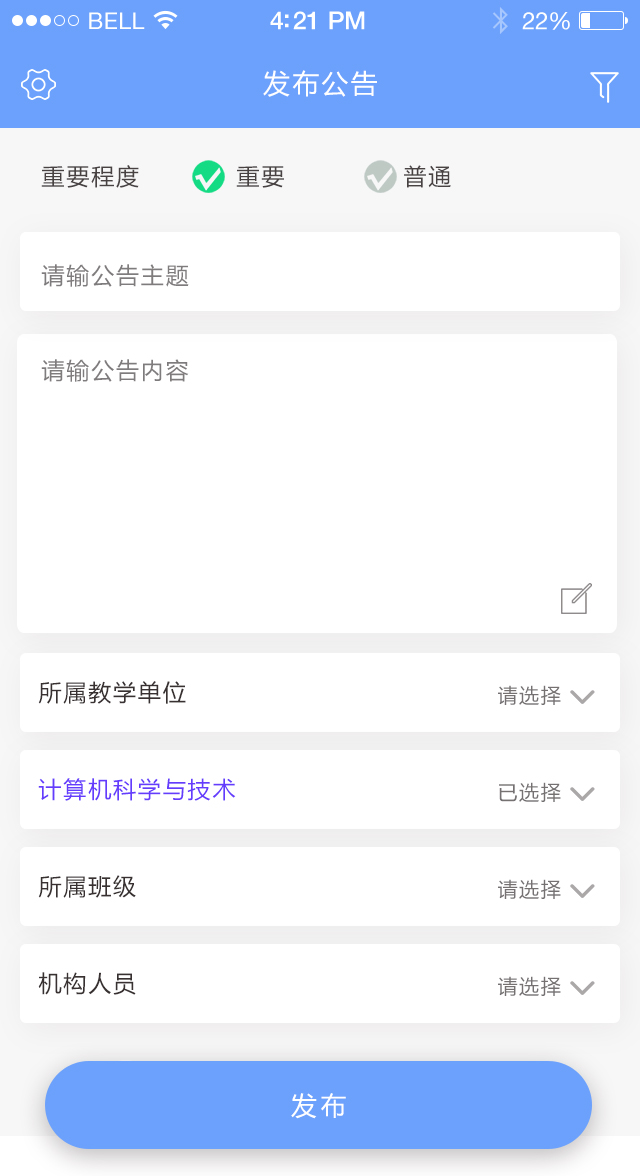 BELL 4:21 PM 22%
发布公告
重要程度 重要 普通
请输公告主题
请输公告内容
所属教学单位 请选择
计算机科学与技术 已选择
所属班级 请选择
机构人员 请选择
发布